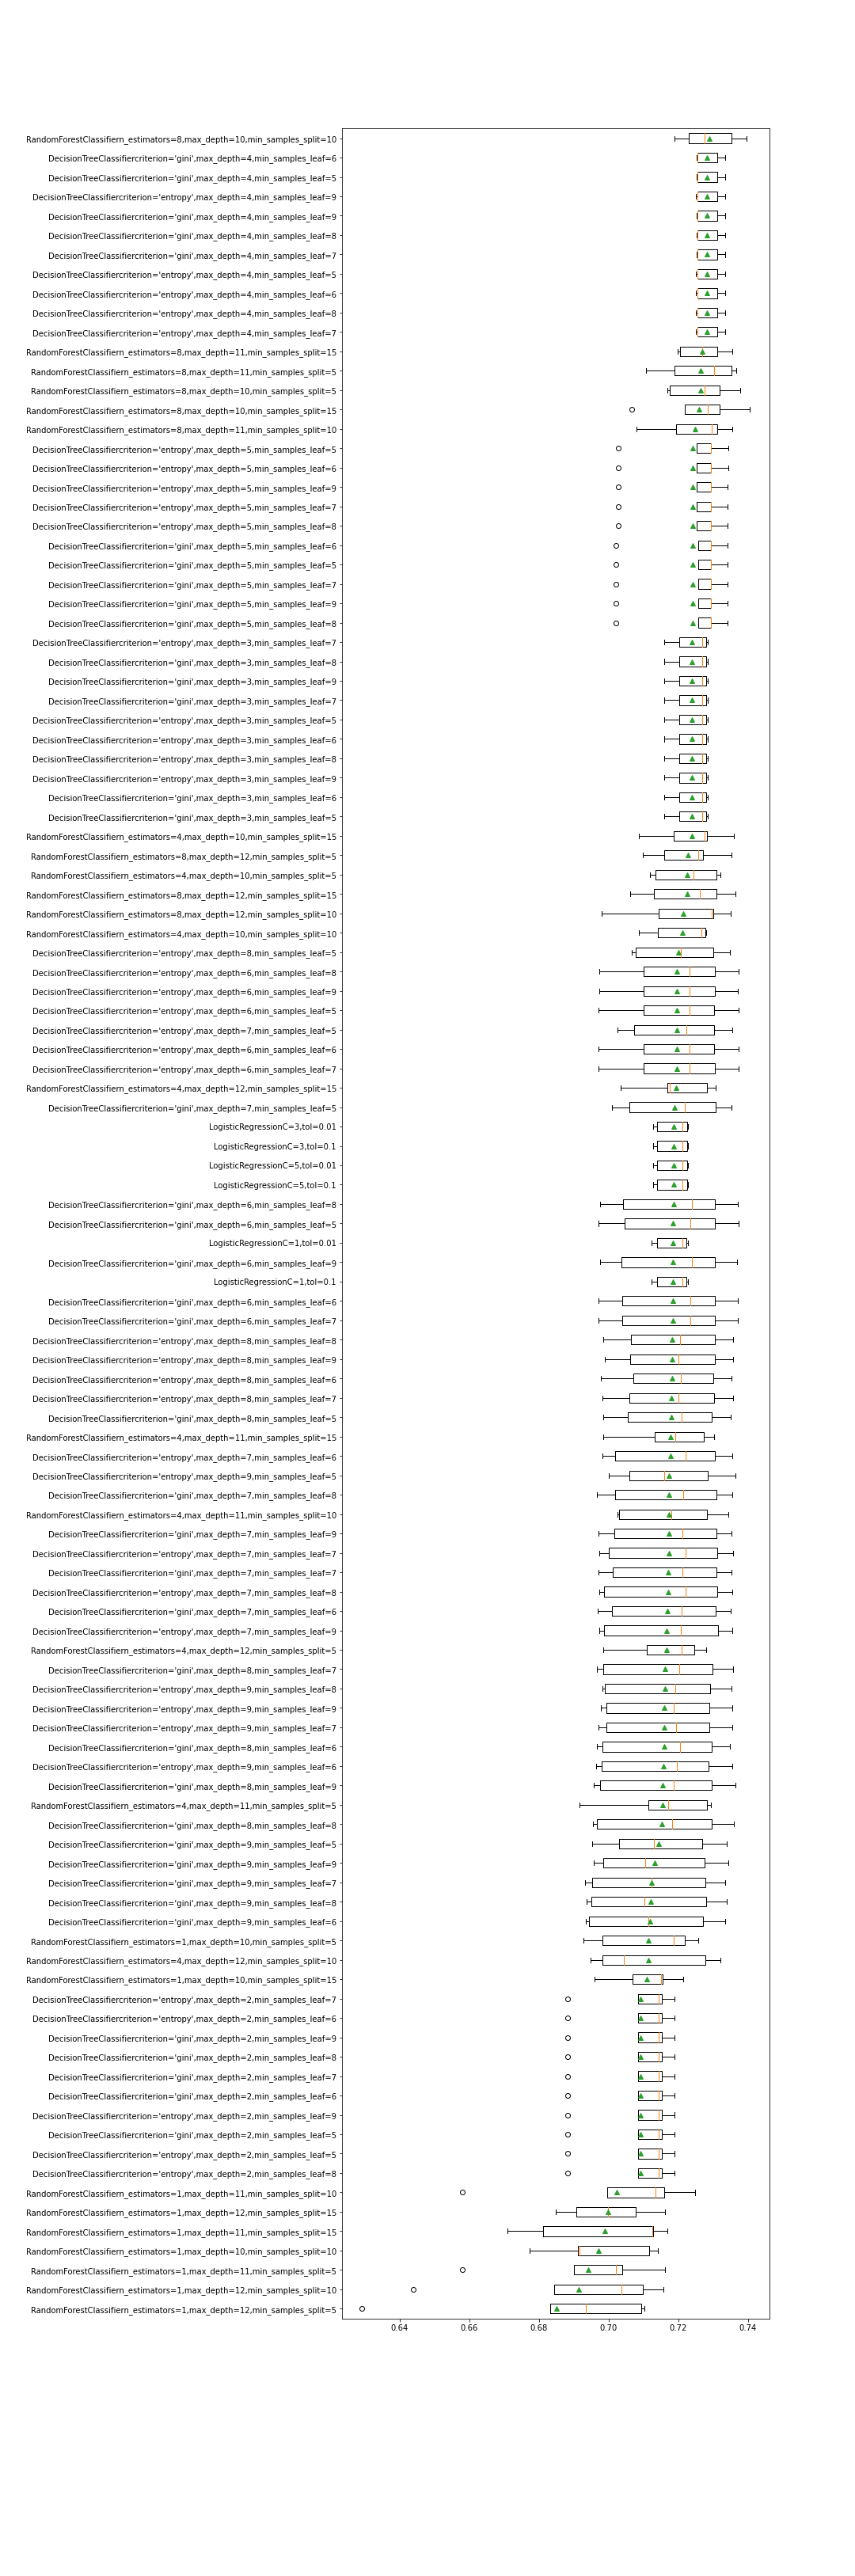 RandomForestClassifiern_estimators=8,max_depth=10,min_samples_split=10
DecisionTreeClassifiercriterion='gini',max_depth=4,min_samples_leaf=6
DecisionTreeClassifiercriterion='gini',max_depth=4,min_samples_leaf=5
DecisionTreeClassifiercriterion='entropy',max_depth=4,min_samples_leaf=9
DecisionTreeClassifiercriterion='gini',max_depth=4,min_samples_leaf=9
DecisionTreeClassifiercriterion='gini',max_depth=4,min_samples_leaf=8
DecisionTreeClassifiercriterion='gini',max_depth=4,min_samples_leaf=7
DecisionTreeClassifiercriterion='entropy',max_depth=4,min_samples_leaf=5
DecisionTreeClassifiercriterion='entropy',max_depth=4,min_samples_leaf=6
DecisionTreeClassifiercriterion='entropy',max_depth=4,min_samples_leaf=8
DecisionTreeClassifiercriterion='entropy',max_depth=4,min_samples_leaf=7
RandomForestClassifiern_estimators=8,max_depth=11,min_samples_split=15
RandomForestClassifiern_estimators=8,max_depth=11,min_samples_split=5
RandomForestClassifiern_estimators=8,max_depth=10,min_samples_split=5
RandomForestClassifiern_estimators=8,max_depth=10,min_samples_split=15
RandomForestClassifiern_estimators=8,max_depth=11,min_samples_split=10
DecisionTreeClassifiercriterion='entropy',max_depth=5,min_samples_leaf=5
DecisionTreeClassifiercriterion='entropy',max_depth=5,min_samples_leaf=6
DecisionTreeClassifiercriterion='entropy',max_depth=5,min_samples_leaf=9
DecisionTreeClassifiercriterion='entropy',max_depth=5,min_samples_leaf=7
DecisionTreeClassifiercriterion='entropy',max_depth=5,min_samples_leaf=8
DecisionTreeClassifiercriterion='gini',max_depth=5,min_samples_leaf=6
DecisionTreeClassifiercriterion='gini',max_depth=5,min_samples_leaf=5
DecisionTreeClassifiercriterion='gini',max_depth=5,min_samples_leaf=7
DecisionTreeClassifiercriterion='gini',max_depth=5,min_samples_leaf=9
DecisionTreeClassifiercriterion='gini',max_depth=5,min_samples_leaf=8
DecisionTreeClassifiercriterion='entropy',max_depth=3,min_samples_leaf=7
DecisionTreeClassifiercriterion='gini',max_depth=3,min_samples_leaf=8
DecisionTreeClassifiercriterion='gini',max_depth=3,min_samples_leaf=9
DecisionTreeClassifiercriterion='gini',max_depth=3,min_samples_leaf=7
DecisionTreeClassifiercriterion='entropy',max_depth=3,min_samples_leaf=5
DecisionTreeClassifiercriterion='entropy',max_depth=3,min_samples_leaf=6
DecisionTreeClassifiercriterion='entropy',max_depth=3,min_samples_leaf=8
DecisionTreeClassifiercriterion='entropy',max_depth=3,min_samples_leaf=9
DecisionTreeClassifiercriterion='gini',max_depth=3,min_samples_leaf=6
DecisionTreeClassifiercriterion='gini',max_depth=3,min_samples_leaf=5
RandomForestClassifiern_estimators=4,max_depth=10,min_samples_split=15
RandomForestClassifiern_estimators=8,max_depth=12,min_samples_split=5
RandomForestClassifiern_estimators=4,max_depth=10,min_samples_split=5
RandomForestClassifiern_estimators=8,max_depth=12,min_samples_split=15
RandomForestClassifiern_estimators=8,max_depth=12,min_samples_split=10
RandomForestClassifiern_estimators=4,max_depth=10,min_samples_split=10
DecisionTreeClassifiercriterion='entropy',max_depth=8,min_samples_leaf=5
DecisionTreeClassifiercriterion='entropy',max_depth=6,min_samples_leaf=8
DecisionTreeClassifiercriterion='entropy',max_depth=6,min_samples_leaf=9
DecisionTreeClassifiercriterion='entropy',max_depth=6,min_samples_leaf=5
DecisionTreeClassifiercriterion='entropy',max_depth=7,min_samples_leaf=5
DecisionTreeClassifiercriterion='entropy',max_depth=6,min_samples_leaf=6
DecisionTreeClassifiercriterion='entropy',max_depth=6,min_samples_leaf=7
RandomForestClassifiern_estimators=4,max_depth=12,min_samples_split=15
DecisionTreeClassifiercriterion='gini',max_depth=7,min_samples_leaf=5
LogisticRegressionC=3,tol=0.01
LogisticRegressionC=3,tol=0.1
LogisticRegressionC=5,tol=0.01
LogisticRegressionC=5,tol=0.1
DecisionTreeClassifiercriterion='gini',max_depth=6,min_samples_leaf=8
DecisionTreeClassifiercriterion='gini',max_depth=6,min_samples_leaf=5
LogisticRegressionC=1,tol=0.01
DecisionTreeClassifiercriterion='gini',max_depth=6,min_samples_leaf=9
LogisticRegressionC=1,tol=0.1
DecisionTreeClassifiercriterion='gini',max_depth=6,min_samples_leaf=6
DecisionTreeClassifiercriterion='gini',max_depth=6,min_samples_leaf=7
DecisionTreeClassifiercriterion='entropy',max_depth=8,min_samples_leaf=8
DecisionTreeClassifiercriterion='entropy',max_depth=8,min_samples_leaf=9
DecisionTreeClassifiercriterion='entropy',max_depth=8,min_samples_leaf=6
DecisionTreeClassifiercriterion='entropy',max_depth=8,min_samples_leaf=7
DecisionTreeClassifiercriterion='gini',max_depth=8,min_samples_leaf=5
RandomForestClassifiern_estimators=4,max_depth=11,min_samples_split=15
DecisionTreeClassifiercriterion='entropy',max_depth=7,min_samples_leaf=6
DecisionTreeClassifiercriterion='entropy',max_depth=9,min_samples_leaf=5
DecisionTreeClassifiercriterion='gini',max_depth=7,min_samples_leaf=8
RandomForestClassifiern_estimators=4,max_depth=11,min_samples_split=10
DecisionTreeClassifiercriterion='gini',max_depth=7,min_samples_leaf=9
DecisionTreeClassifiercriterion='entropy',max_depth=7,min_samples_leaf=7
DecisionTreeClassifiercriterion='gini',max_depth=7,min_samples_leaf=7
DecisionTreeClassifiercriterion='entropy',max_depth=7,min_samples_leaf=8
DecisionTreeClassifiercriterion='gini',max_depth=7,min_samples_leaf=6
DecisionTreeClassifiercriterion='entropy',max_depth=7,min_samples_leaf=9
RandomForestClassifiern_estimators=4,max_depth=12,min_samples_split=5
DecisionTreeClassifiercriterion='gini',max_depth=8,min_samples_leaf=7
DecisionTreeClassifiercriterion='entropy',max_depth=9,min_samples_leaf=8
DecisionTreeClassifiercriterion='entropy',max_depth=9,min_samples_leaf=9
DecisionTreeClassifiercriterion='entropy',max_depth=9,min_samples_leaf=7
DecisionTreeClassifiercriterion='gini',max_depth=8,min_samples_leaf=6
DecisionTreeClassifiercriterion='entropy',max_depth=9,min_samples_leaf=6
DecisionTreeClassifiercriterion='gini',max_depth=8,min_samples_leaf=9
RandomForestClassifiern_estimators=4,max_depth=11,min_samples_split=5
DecisionTreeClassifiercriterion='gini',max_depth=8,min_samples_leaf=8
DecisionTreeClassifiercriterion='gini',max_depth=9,min_samples_leaf=5
DecisionTreeClassifiercriterion='gini',max_depth=9,min_samples_leaf=9
DecisionTreeClassifiercriterion='gini',max_depth=9,min_samples_leaf=7
DecisionTreeClassifiercriterion='gini',max_depth=9,min_samples_leaf=8
DecisionTreeClassifiercriterion='gini',max_depth=9,min_samples_leaf=6
RandomForestClassifiern_estimators=1,max_depth=10,min_samples_split=5
RandomForestClassifiern_estimators=4,max_depth=12,min_samples_split=10
RandomForestClassifiern_estimators=1,max_depth=10,min_samples_split=15
DecisionTreeClassifiercriterion='entropy',max_depth=2,min_samples_leaf=7
DecisionTreeClassifiercriterion='entropy',max_depth=2,min_samples_leaf=6
DecisionTreeClassifiercriterion='gini',max_depth=2,min_samples_leaf=9
DecisionTreeClassifiercriterion='gini',max_depth=2,min_samples_leaf=8
DecisionTreeClassifiercriterion='gini',max_depth=2,min_samples_leaf=7
DecisionTreeClassifiercriterion='gini',max_depth=2,min_samples_leaf=6
DecisionTreeClassifiercriterion='entropy',max_depth=2,min_samples_leaf=9
DecisionTreeClassifiercriterion='gini',max_depth=2,min_samples_leaf=5
DecisionTreeClassifiercriterion='entropy',max_depth=2,min_samples_leaf=5
DecisionTreeClassifiercriterion='entropy',max_depth=2,min_samples_leaf=8
RandomForestClassifiern_estimators=1,max_depth=11,min_samples_split=10
RandomForestClassifiern_estimators=1,max_depth=12,min_samples_split=15
RandomForestClassifiern_estimators=1,max_depth=11,min_samples_split=15
RandomForestClassifiern_estimators=1,max_depth=10,min_samples_split=10
RandomForestClassifiern_estimators=1,max_depth=11,min_samples_split=5
RandomForestClassifiern_estimators=1,max_depth=12,min_samples_split=10
RandomForestClassifiern_estimators=1,max_depth=12,min_samples_split=5
0.64 0.66 0.68 0.70 0.72 0.74